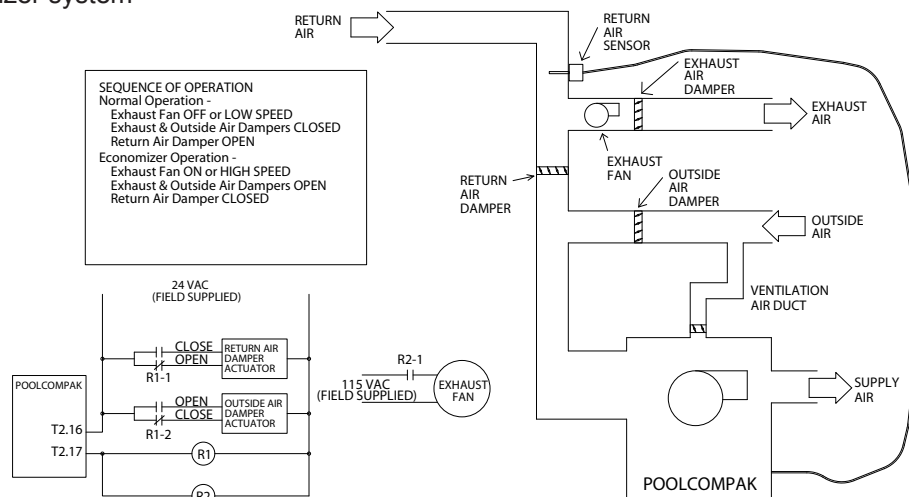 RETURN
AIR
RETURN
AIR
SENSOR
EXHAUST
AIR
DAMPER
EXHAUST
AIR
EXHAUST
FAN
SEQUENCE OF OPERATION
Normal Operation -
Exhaust Fan OFF or LOW SPEED
Exhaust & Outside Air Dampers CLOSED
Return Air Damper OPEN
Economizer Operation -
Exhaust Fan ON or HIGH SPEED
Exhaust & Outside Air Dampers OPEN
Return Air Damper CLOSED
RETURN
AIR
DAMPER
OUTSIDE
AIR
DAMPER
OUTSIDE
AIR
VENTILATION
AIR DUCT
24 VAC
(FIELD SUPPLIED)
CLOSE
OPEN
R1-1
RETURN AIR
DAMPER
ACTUATOR
OPEN
CLOSE
R1-2
OUTSIDE AIR
DAMPER
ACTUATOR
POOLCOMPAK
T2.16
T2.17
R1
R2
R2-1
115 VAC
(FIELD SUPPLIED)
EXHAUST
FAN
SUPPLY
AIR
POOLCOMPAK